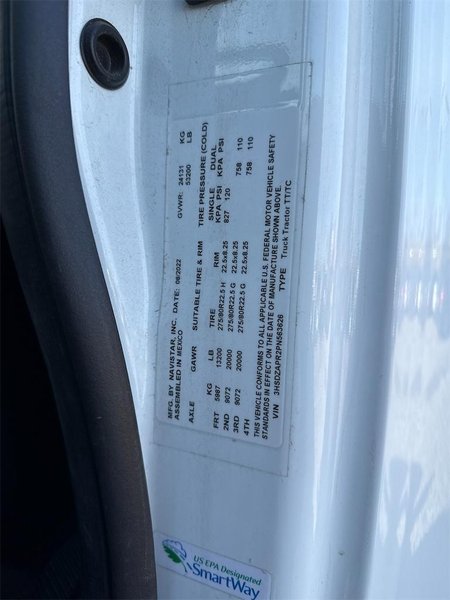 MFG. BY NAVISTAR, INC. DATE: 08/2022 GVWR: 24131 KG
ASSEMBLED IN MEXICO 53200 LB
AXLE GAWR SUITABLE TIRE & RIM TIRE PRESSURE (COLD)
SINGLE DUAL
KG LB TIRE RIM KPA PSI KPA PSI
FRT 5987 13200 275/80R22.5 H 22.5x8.25 827 120
2ND 9072 20000 275/80R22.5 G 22.5x8.25 758 110
3RD 9072 20000 275/80R22.5 G 22.5x8.25 758 110
4TH
THIS VEHICLE CONFORMS TO ALL APPLICABLE U.S. FEDERAL MOTOR VEHICLE SAFETY
STANDARDS IN EFFECT ON THE DATE OF MANUFACTURE SHOWN ABOVE.
VIN 3HSDZAPR2PN563626 TYPE Truck Tractor TT/TC
US EPA Designated
SmartWay